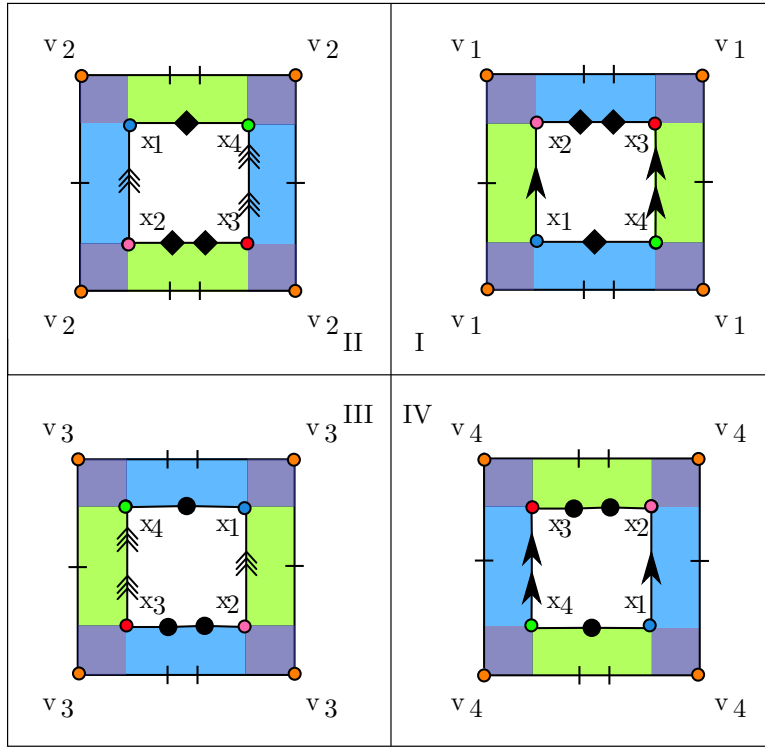 v2 v2 v1 v1
x1 x4 x2 x3
x2 x3 x1 x4
v2 v2 v1 v1
II I
III IV
v3 v3 v4 v4
x4 x1 x3 x2
x3 x2 x4 x1
v3 v3 v4 v4